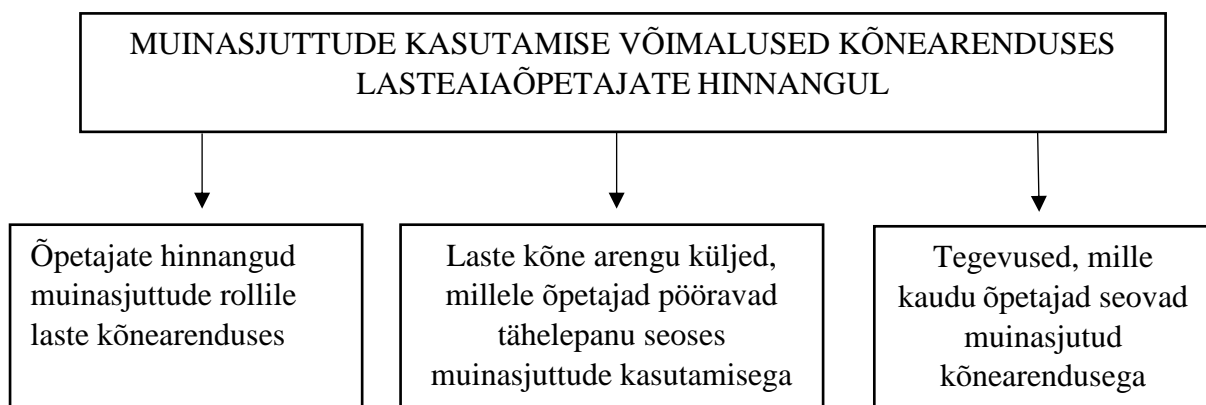 MUINASJUTTUDE KASUTAMISE VÕIMALUSED KÕNEARENDUSES
LASTEAIAÕPETAJATE HINNANGUL
Õpetajate hinnangud
muinasjuttude rollile
laste kõnearenduses
Laste kõne arengu küljed,
millele õpetajad pööravad
tähelepanu seoses
muinasjuttude kasutamisega
Tegevused, mille
kaudu õpetajad seovad
muinasjutud
kõnearendusega